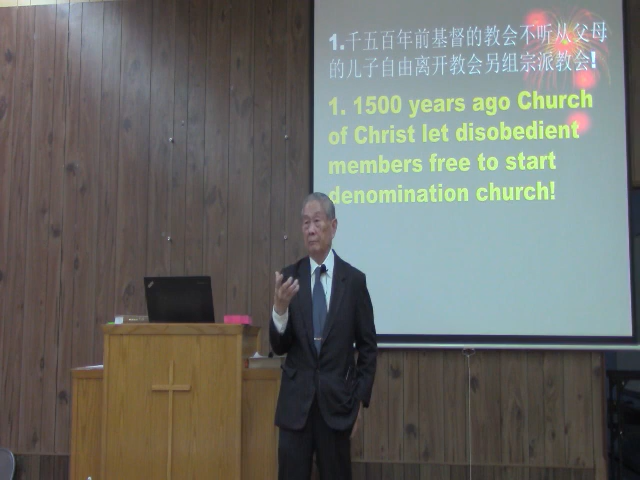 1.千五百年前基督的教会不听从父母
的儿子自由离开教会另组宗派教会!
1. 1500 years ago Church
of Christ let disobedient
members free to start
denomination church!